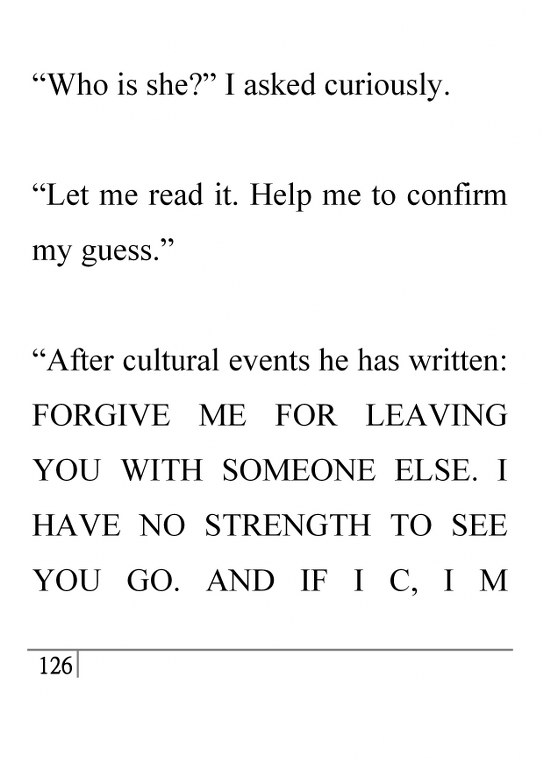 “Who is she?” I asked curiously.
“Let me read it. Help me to confirm
my guess.”
“After cultural events he has written:
FORGIVE ME FOR LEAVING
YOU WITH SOMEONE ELSE. I
HAVE NO STRENGTH TO SEE
YOU GO. AND IF I C, I M
126